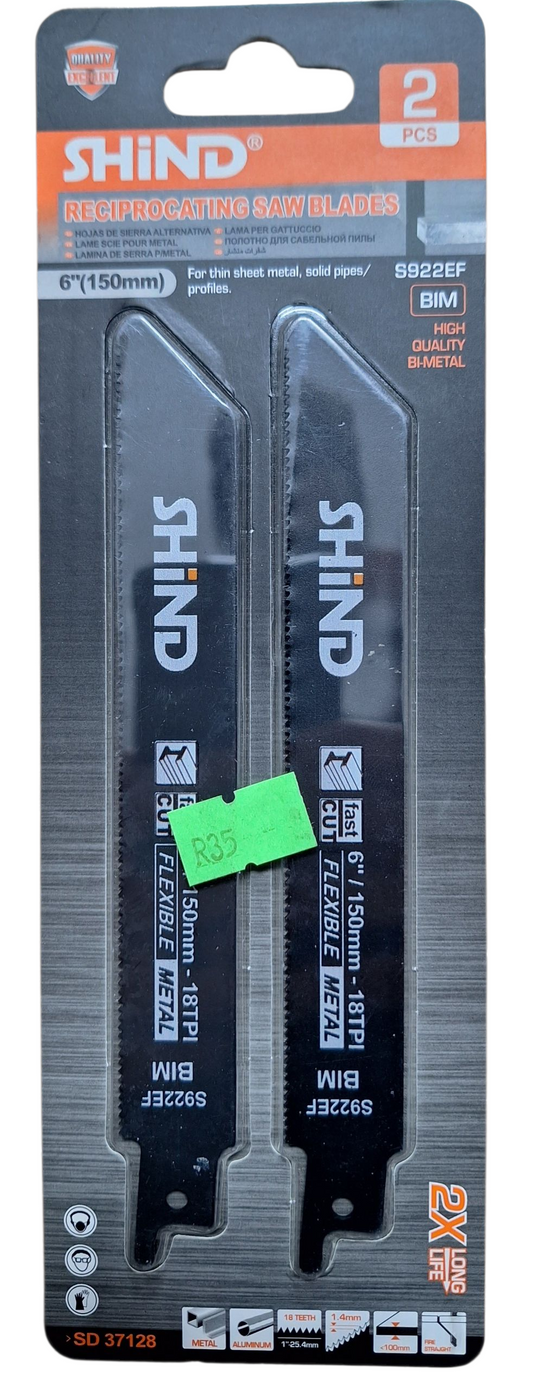 QUALITY
EXCELLENT
2
PCS
SHiND®
RECIPROCATING SAW BLADES
• HOJAS DE SIERRA ALTERNATIVA • LAMA PER GATTUCCIO
• LAME SCIE POUR METAL • ПОЛОТНО ДЛЯ САБЕЛЬНОЙ ПИЛЫ
• LAMINA DE SERRA P/METAL
6"(150mm)
For thin sheet metal, solid pipes/
profiles.
S922EF
BIM
HIGH
QUALITY
BI-METAL
SHiND
SHiND
fast
CUT
CUT
R35
6" / 150mm - 18TPI
FLEXIBLE METAL
150mm - 18TPI
FLEXIBLE METAL
BIM
S922EF
BIM
S922EF
2X
LONG
LIFE
>SD 37128
METAL
ALUMINUM
18 TEETH
1"-25.4mm
1.4mm
<100mm
FINE
STRAIGHT